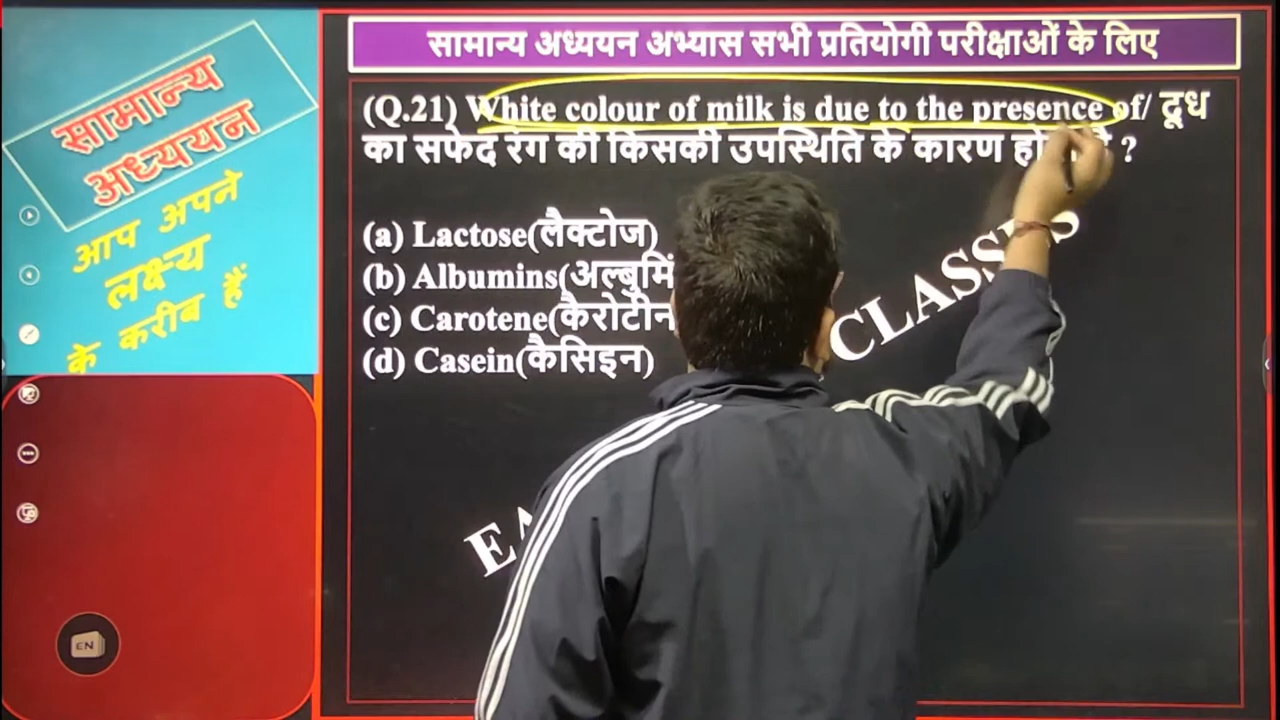 सामान्य अध्ययन अभ्यास सभी प्रतियोगी परीक्षाओं के लिए
सामान्य
अध्ययन
आप अपने
लक्ष्य
के करीब हैं
(Q.21) White colour of milk is due to the presence of/ दूध
का सफेद रंग की किसकी उपस्थिति के कारण ?
(a) Lactose(लैक्टोज)
(b) Albumins(
(c) Carotene(कैरोटीन
(d) Casein(कैसिइन)
CLASSES
EN